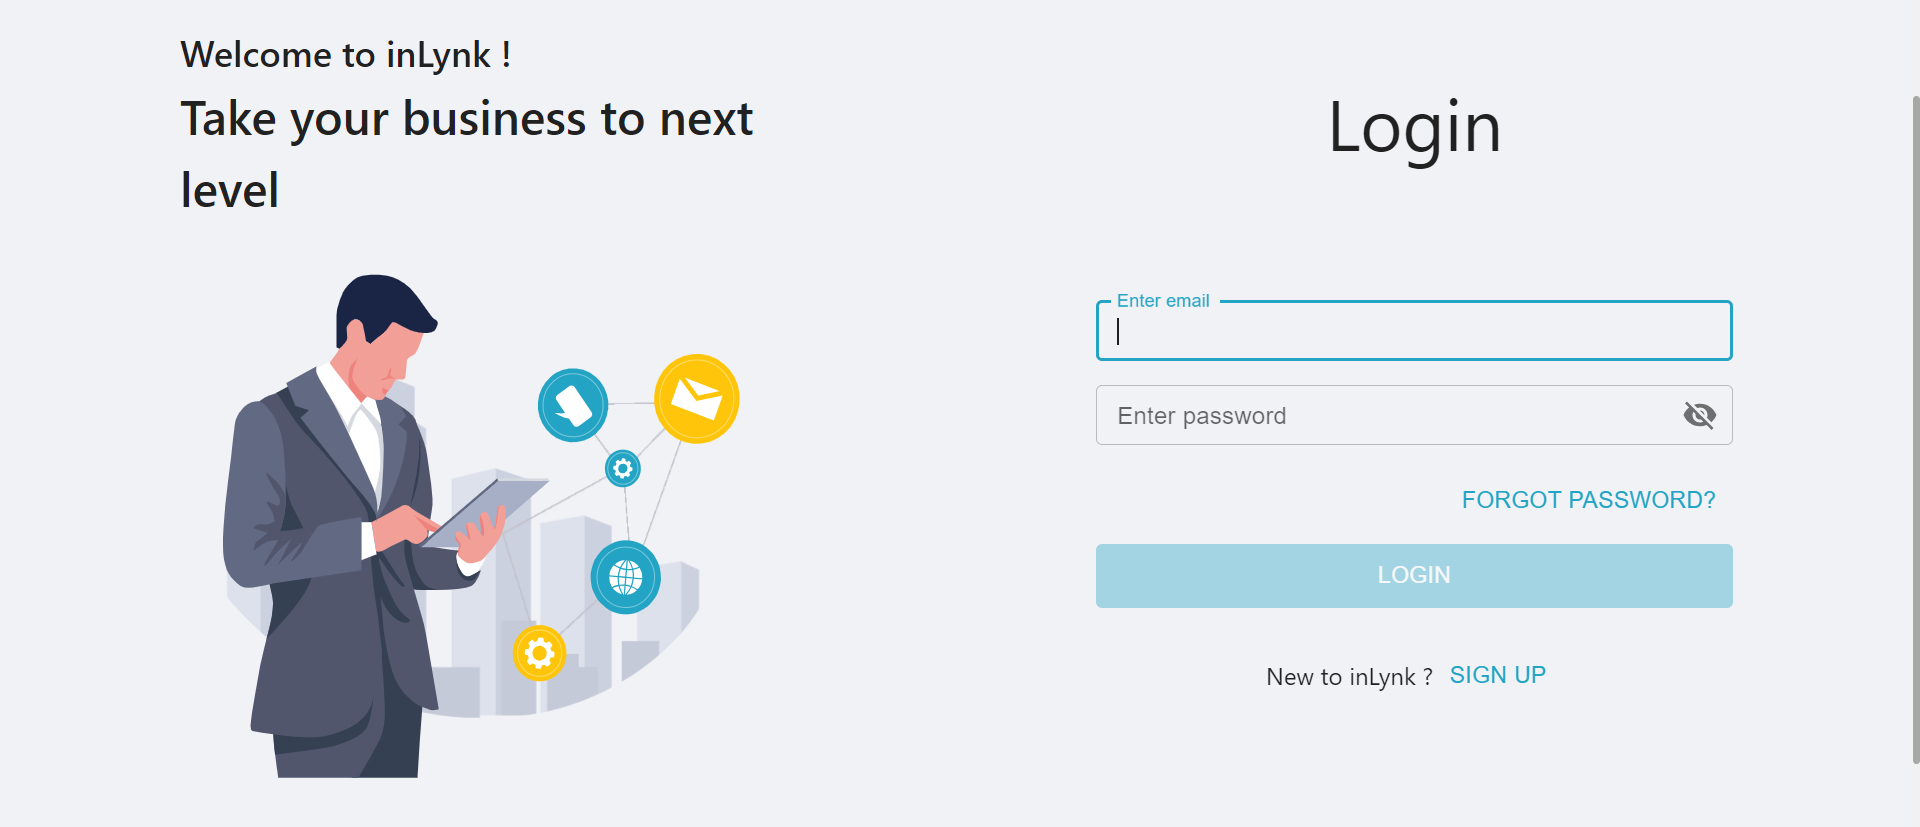 Welcome to inLynk !
Take your business to next
level
Login
Enter email
Enter password
FORGOT PASSWORD?
LOGIN
New to inLynk ? SIGN UP